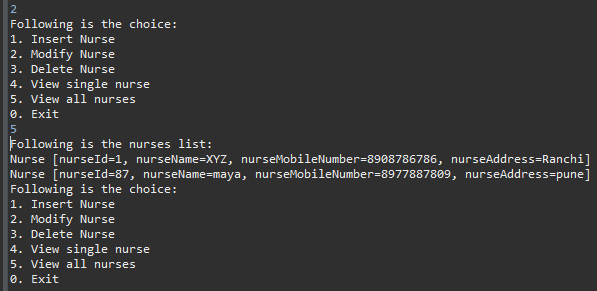 2
Following is the choice:
1. Insert Nurse
2. Modify Nurse
3. Delete Nurse
4. View single nurse
5. View all nurses
0. Exit
5
Following is the nurses list:
Nurse [nurseId=1, nurseName=XYZ, nurseMobileNumber=8908786786, nurseAddress=Ranchi]
Nurse [nurseId=87, nurseName=maya, nurseMobileNumber=8977887809, nurseAddress=pune]
Following is the choice:
1. Insert Nurse
2. Modify Nurse
3. Delete Nurse
4. View single nurse
5. View all nurses
0. Exit